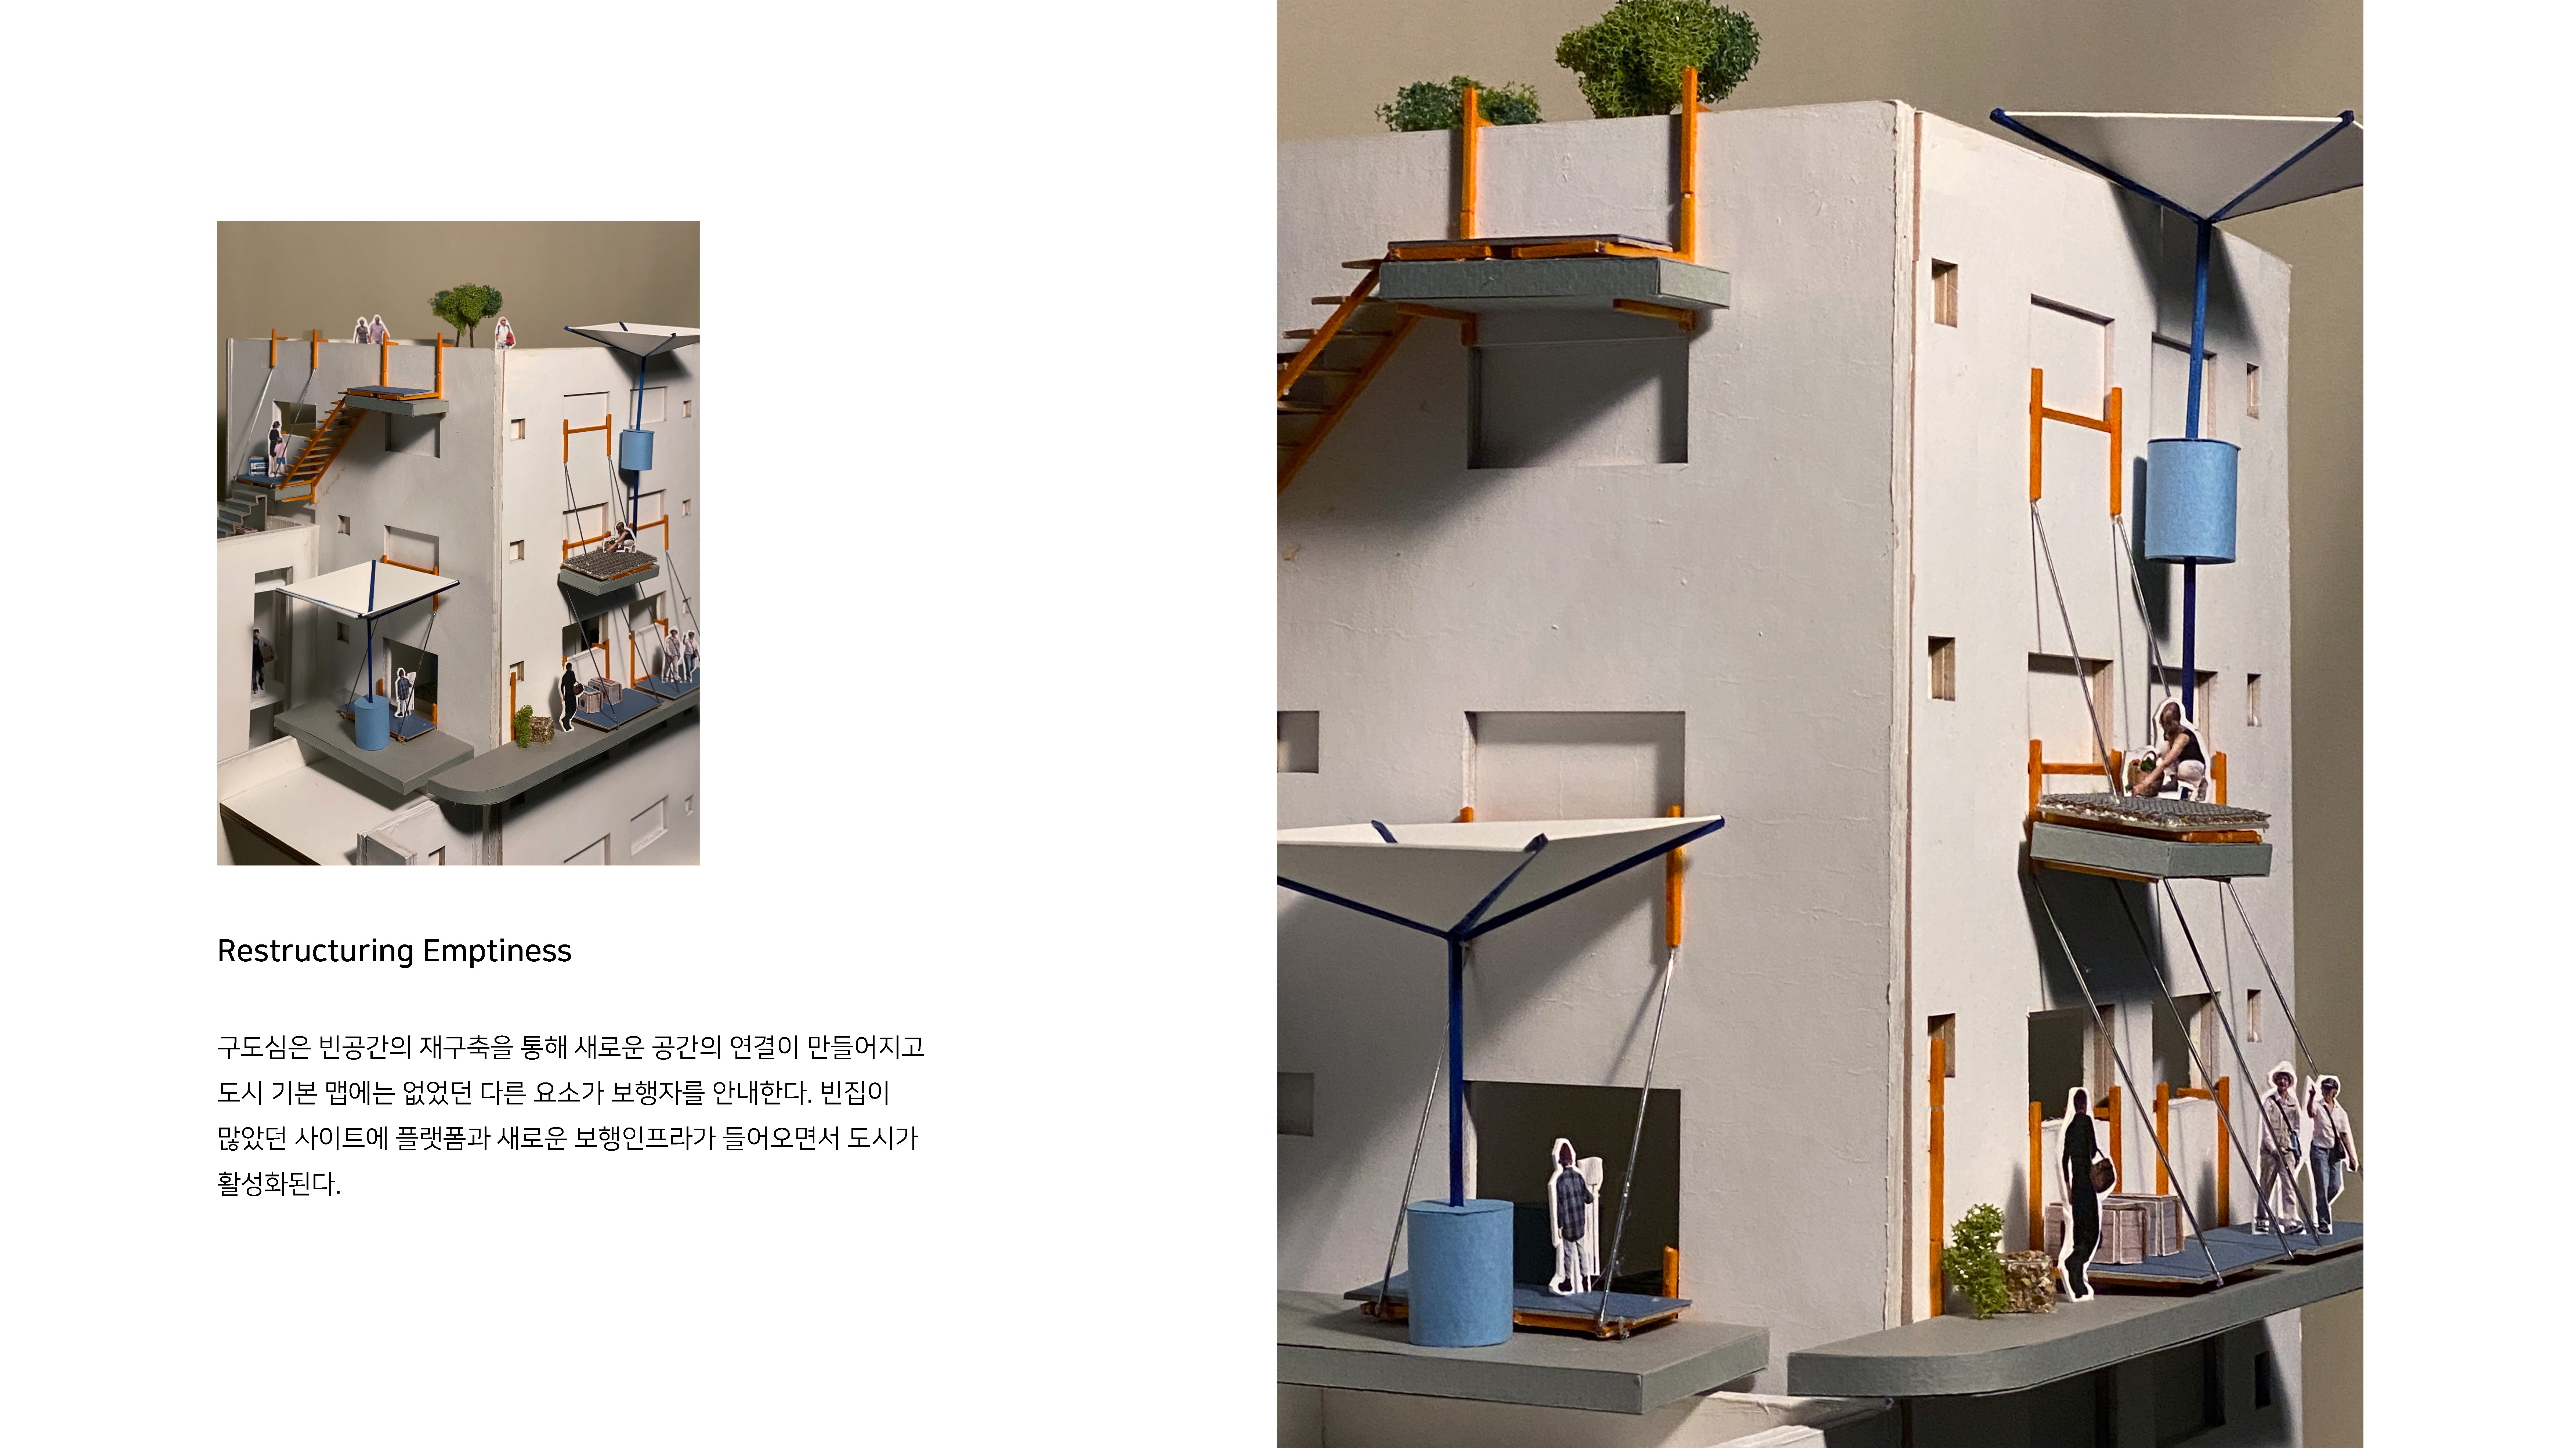 Restructuring Emptiness
구도심은 빈공간의 재구축을 통해 새로운 공간의 연결이 만들어지고
도시 기본 맵에는 없었던 다른 요소가 보행자를 안내한다. 빈집이
많았던 사이트에 플랫폼과 새로운 보행인프라가 들어오면서 도시가
활성화된다.